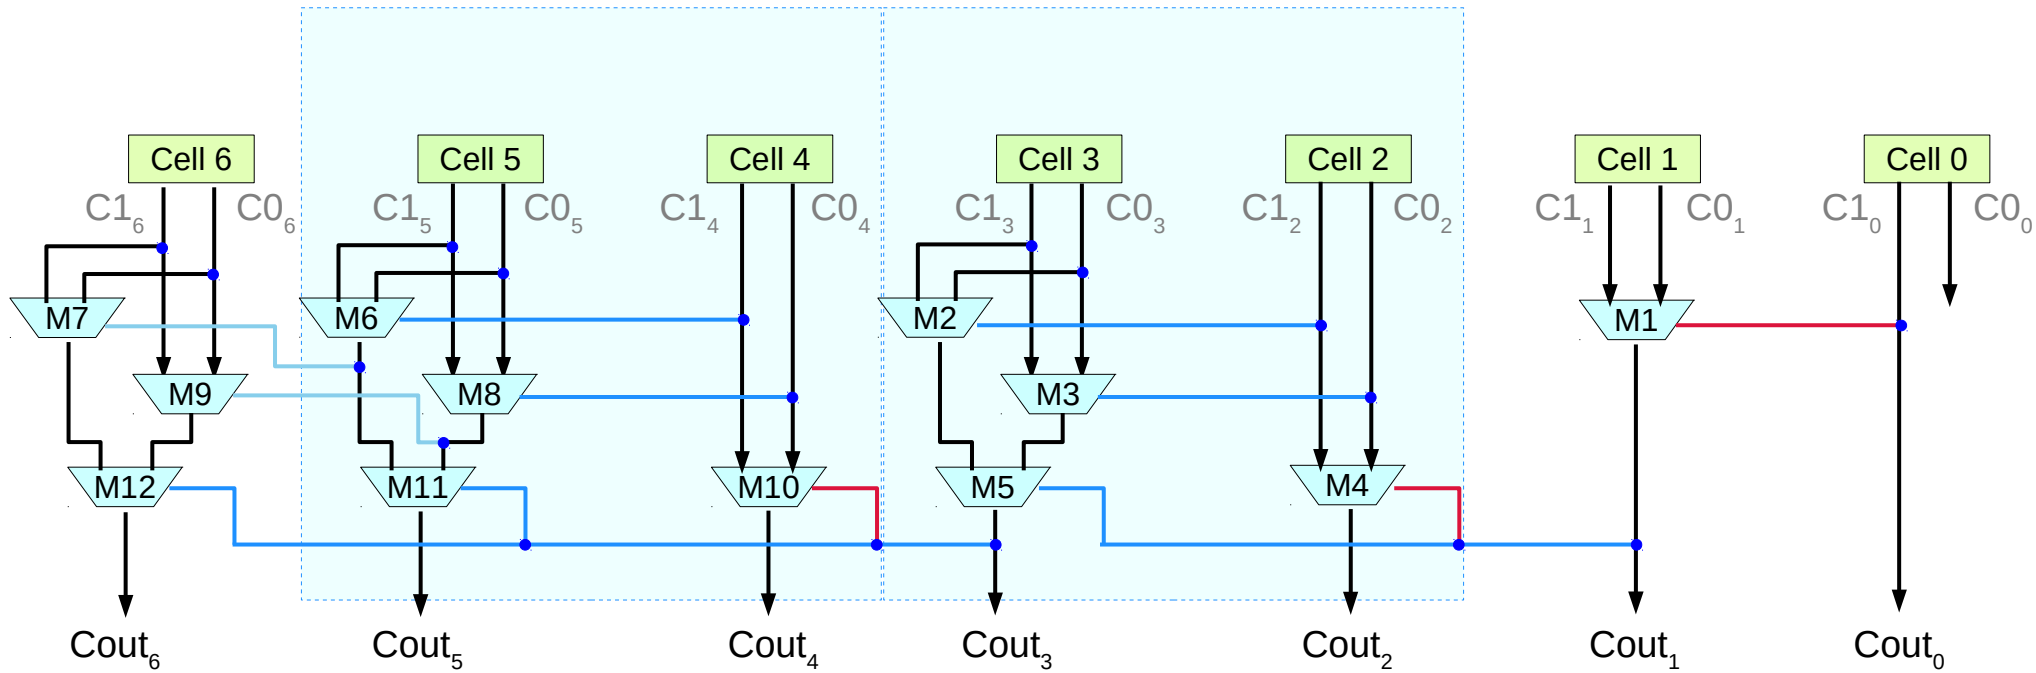 Cell 6 Cell 5 Cell 4 Cell 3 Cell 2 Cell 1 Cell 0
C1₆ C0₆ C1₅ C0₅ C1₄ C0₄ C1₃ C0₃ C1₂ C0₂ C1₁ C0₁ C1₀ C0₀
M7 M6 M2 M1
M9 M8 M3
M12 M11 M10 M5 M4
Cout₆ Cout₅ Cout₄ Cout₃ Cout₂ Cout₁ Cout₀